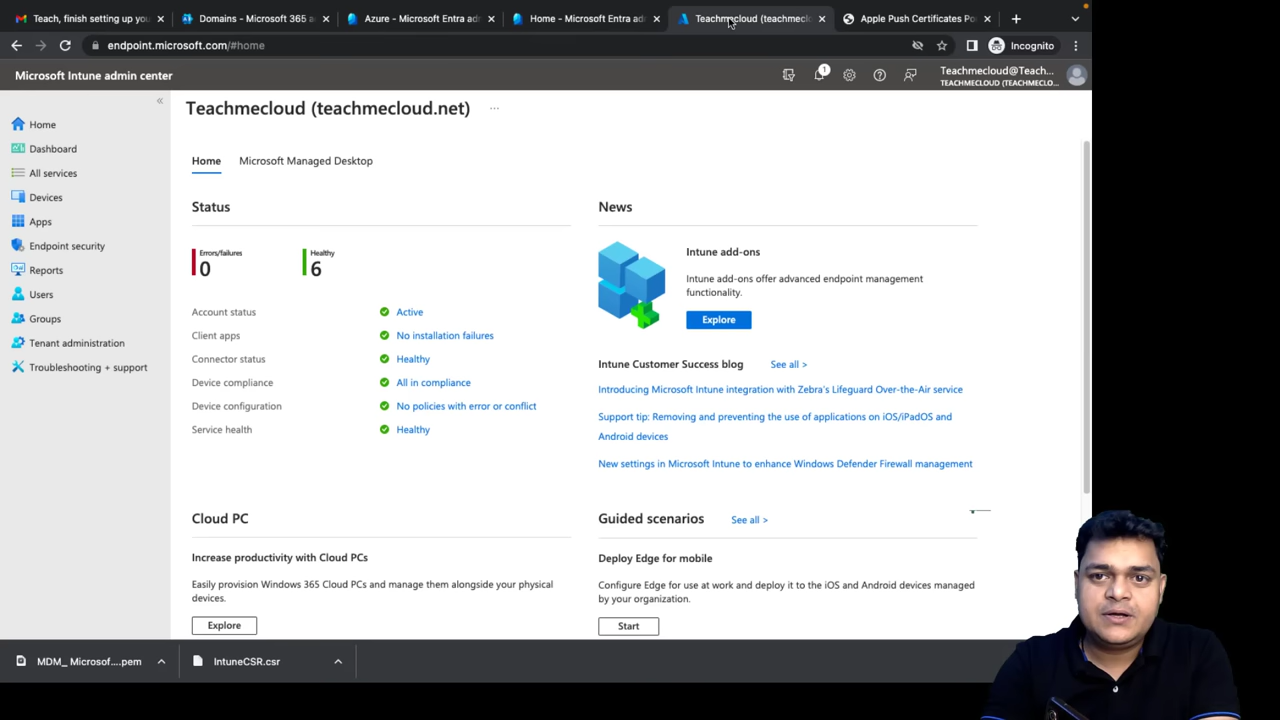 Teach, finish setting up you
Domains - Microsoft 365 a
Azure - Microsoft Entra adn
Home - Microsoft Entra adm
Teachmecloud (teachmeclo
Apple Push Certificates Po
endpoint.microsoft.com/#home
Incognito
Microsoft Intune admin center
1
Teachmecloud@Teach...
TEACHMECLOUD (TEACHMECLO...
Home
Dashboard
All services
Devices
Apps
Endpoint security
Reports
Users
Groups
Tenant administration
Troubleshooting + support
Teachmecloud (teachmecloud.net)
Home
Microsoft Managed Desktop
Status
Errors/failures
0
Healthy
6
Account status
Active
Client apps
No installation failures
Connector status
Healthy
Device compliance
All in compliance
Device configuration
No policies with error or conflict
Service health
Healthy
News
Intune add-ons
Intune add-ons offer advanced endpoint management
functionality.
Explore
Intune Customer Success blog
See all >
Introducing Microsoft Intune integration with Zebra's Lifeguard Over-the-Air service
Support tip: Removing and preventing the use of applications on iOS/iPadOS and
Android devices
New settings in Microsoft Intune to enhance Windows Defender Firewall management
Cloud PC
Increase productivity with Cloud PCs
Easily provision Windows 365 Cloud PCs and manage them alongside your physical
devices.
Explore
Guided scenarios
See all >
Deploy Edge for mobile
Configure Edge for use at work and deploy it to the iOS and Android devices managed
by your organization.
Start
MDM_ Microsof....pem
IntuneCSR.csr